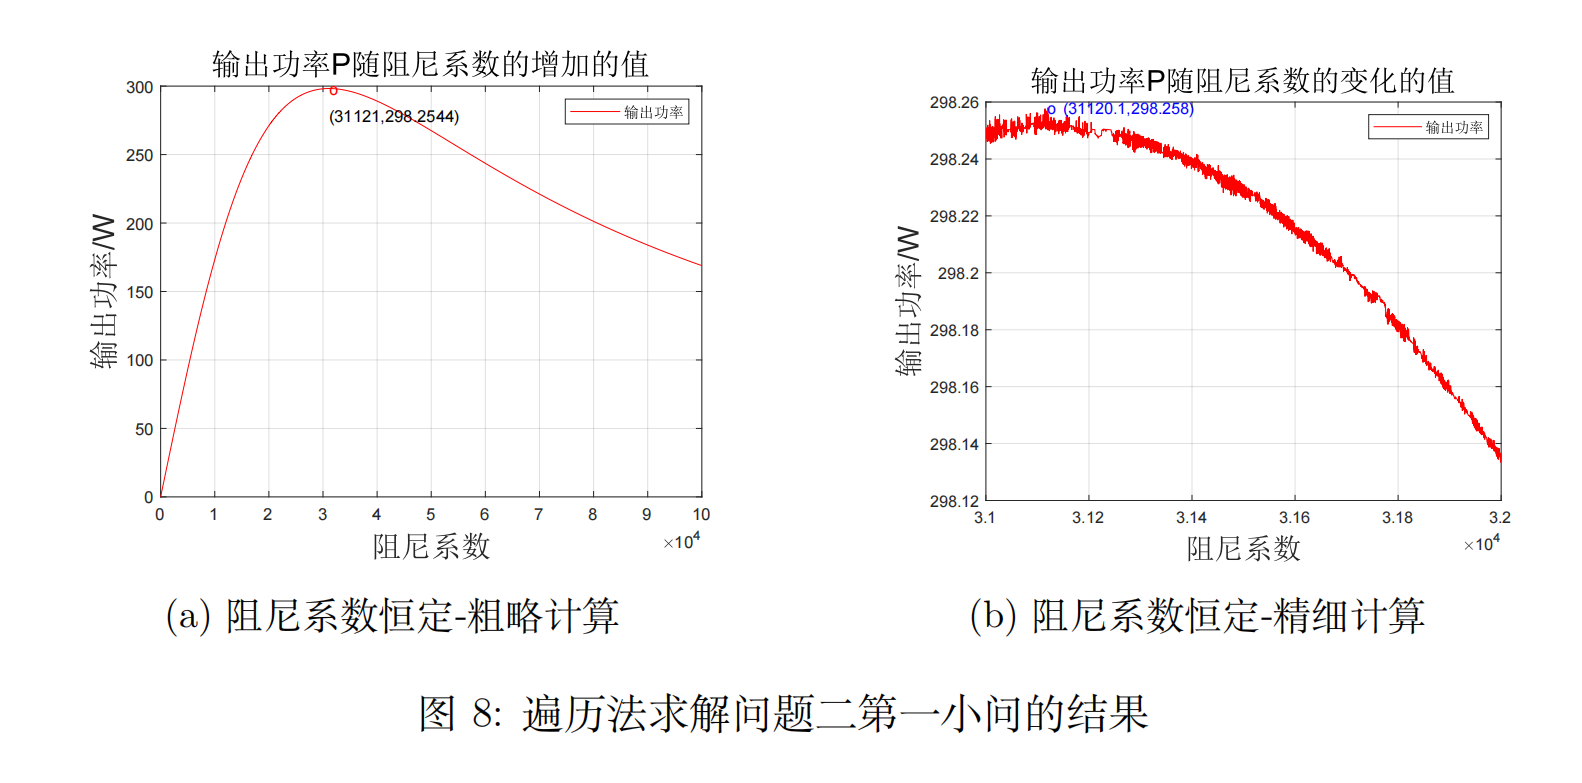 输出功率P随阻尼系数的增加的值
300
250
200
150
100
50
0
(31121,298.2544)
输出功率
输出功率/W
0 1 2 3 4 5 6 7 8 9 10
×10⁴
阻尼系数
(a) 阻尼系数恒定-粗略计算
输出功率P随阻尼系数的变化的值
298.26
298.24
298.22
298.2
298.18
298.16
298.14
298.12
(31120.1,298.258)
输出功率
输出功率/W
3.1 3.12 3.14 3.16 3.18 3.2
×10⁴
阻尼系数
(b) 阻尼系数恒定-精细计算
图 8: 遍历法求解问题二第一小问的结果